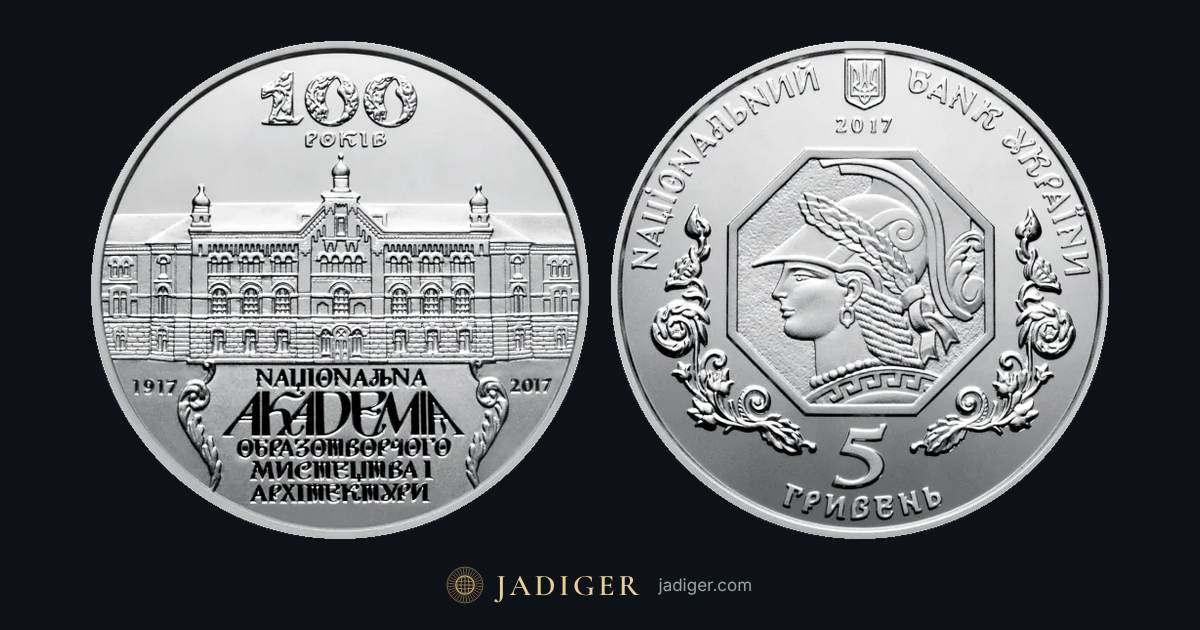 100
РОКІВ
1917
2017
НАЦІОНАЛЬНА
АКАДЕМІЯ
ОБРАЗОТВОРЧОГО
МИСТЕЦТВА І
АРХІТЕКТУРИ
НАЦІОНАЛЬНИЙ БАНК УКРАЇНИ
2017
5
ГРИВЕНЬ
JADIGER jadiger.com